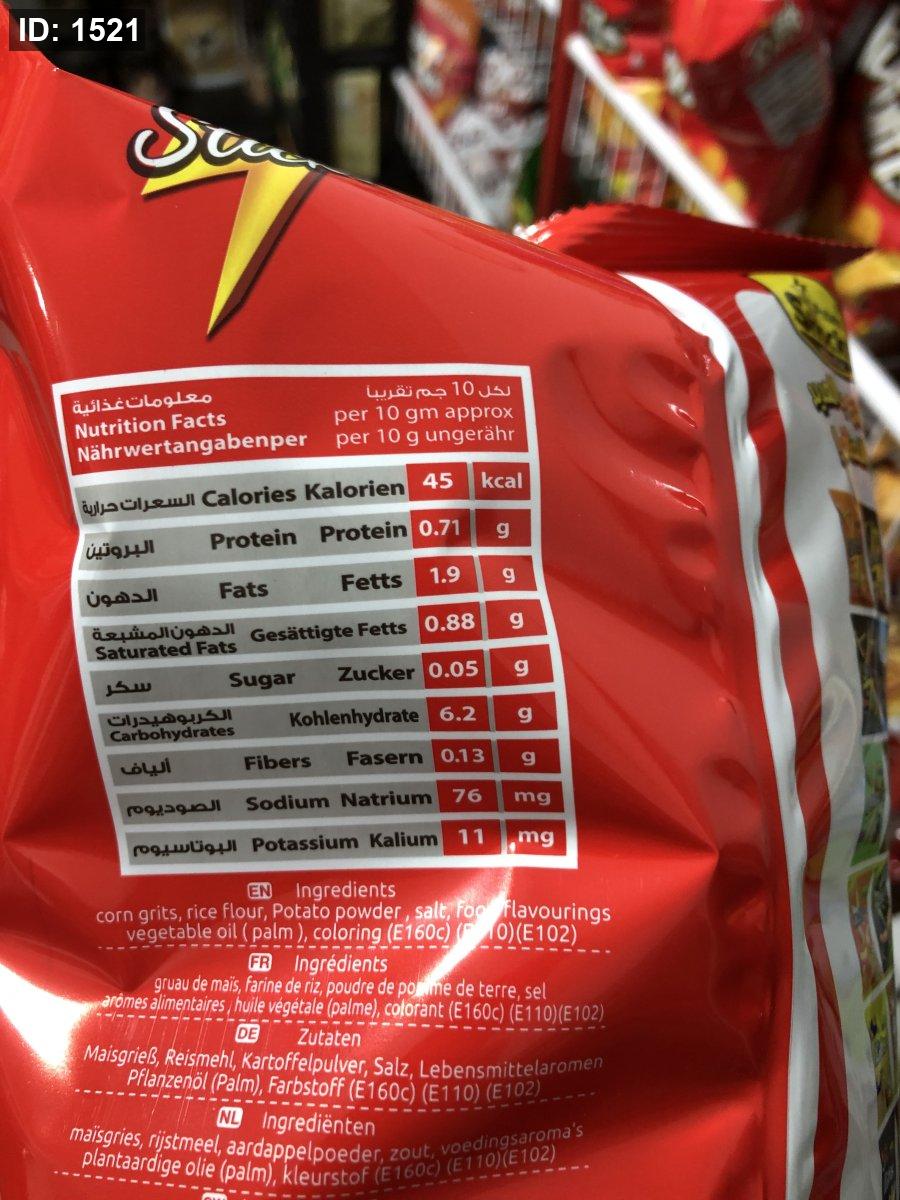 ID: 1521
معلومات غذائية
Nutrition Facts
Nährwertangabenper
لكل 10 جم تقريبا
per 10 gm approx
per 10 g ungerähr
السعرات حرارية Calories Kalorien 45 kcal
البروتين Protein Protein 0.71 g
الدهون Fats Fetts 1.9 g
الدهون المشبعة Gesättigte Fetts 0.88 g
Saturated Fats
سكر Sugar Zucker 0.05 g
الكربوهيدرات Kohlenhydrate 6.2 g
Carbohydrates
ألياف Fibers Fasern 0.13 g
الصوديوم Sodium Natrium 76 mg
البوتاسيوم Potassium Kalium 11 mg
EN Ingredients
corn grits, rice flour, Potato powder , salt, food flavourings
vegetable oil ( palm ), coloring (E160c) (E110)(E102)
FR Ingrédients
gruau de maïs, farine de riz, poudre de pomme de terre, sel
arômes alimentaires , huile végétale (palme), colorant (E160c) (E110)(E102)
DE Zutaten
Maisgrieß, Reismehl, Kartoffelpulver, Salz, Lebensmittelaromen
Pflanzenöl (Palm), Farbstoff (E160c) (E110) (E102)
NL Ingrediënten
maïsgries, rijstmeel, aardappelpoeder, zout, voedingsaroma's
plantaardige olie (palm), kleurstof (E160c) (E110)(E102)